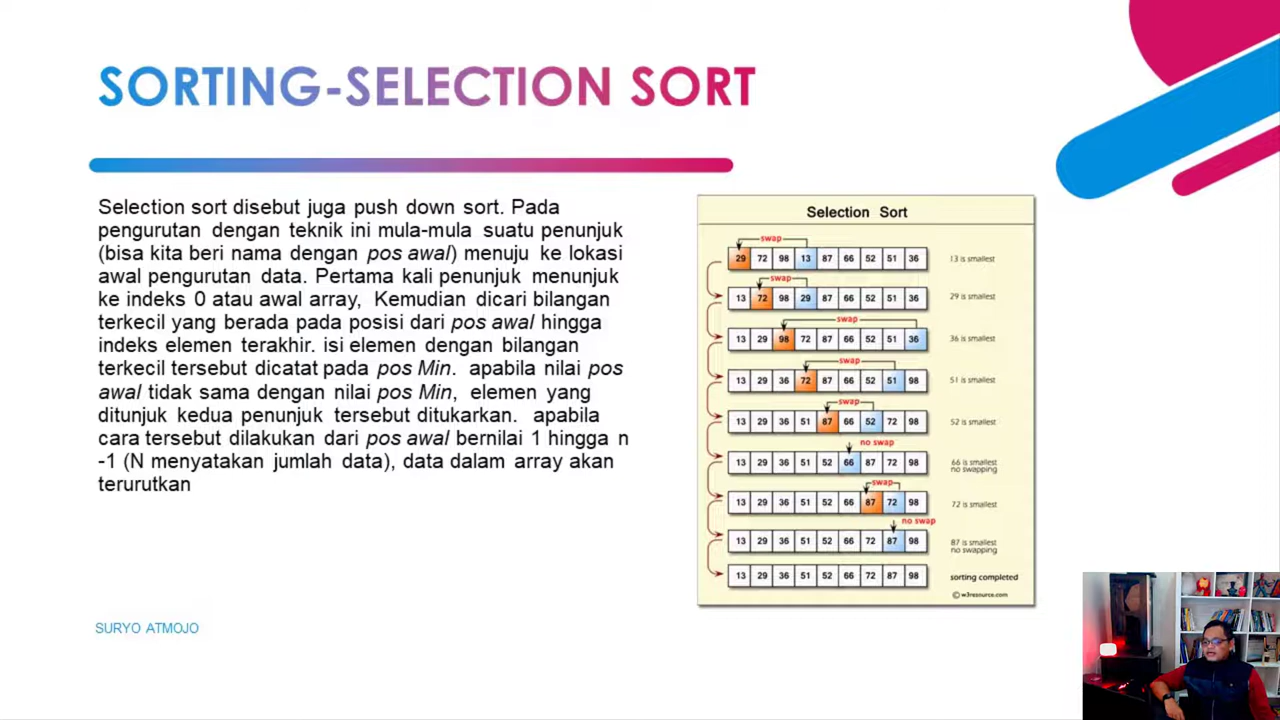 SORTING-SELECTION SORT
Selection sort disebut juga push down sort. Pada
pengurutan dengan teknik ini mula-mula suatu penunjuk
(bisa kita beri nama dengan pos awal) menuju ke lokasi
awal pengurutan data. Pertama kali penunjuk menunjuk
ke indeks 0 atau awal array, Kemudian dicari bilangan
terkecil yang berada pada posisi dari pos awal hingga
indeks elemen terakhir. isi elemen dengan bilangan
terkecil tersebut dicatat pada pos Min. apabila nilai pos
awal tidak sama dengan nilai pos Min, elemen yang
ditunjuk kedua penunjuk tersebut ditukarkan. apabila
cara tersebut dilakukan dari pos awal bernilai 1 hingga n
-1 (N menyatakan jumlah data), data dalam array akan
terurutkan
SURYO ATMOJO
Selection Sort
swap
29 72 98 13 87 66 52 51 36 13 is smallest
swap
13 72 98 29 87 66 52 51 36 29 is smallest
swap
13 29 98 72 87 66 52 51 36 36 is smallest
swap
13 29 36 72 87 66 52 51 98 51 is smallest
swap
13 29 36 51 87 66 52 72 98 52 is smallest
no swap
13 29 36 51 52 66 87 72 98 66 is smallest
no swapping
swap
13 29 36 51 52 66 87 72 98 72 is smallest
no swap
13 29 36 51 52 66 72 87 98 87 is smallest
no swapping
13 29 36 51 52 66 72 87 98 sorting completed
©w3resource.com